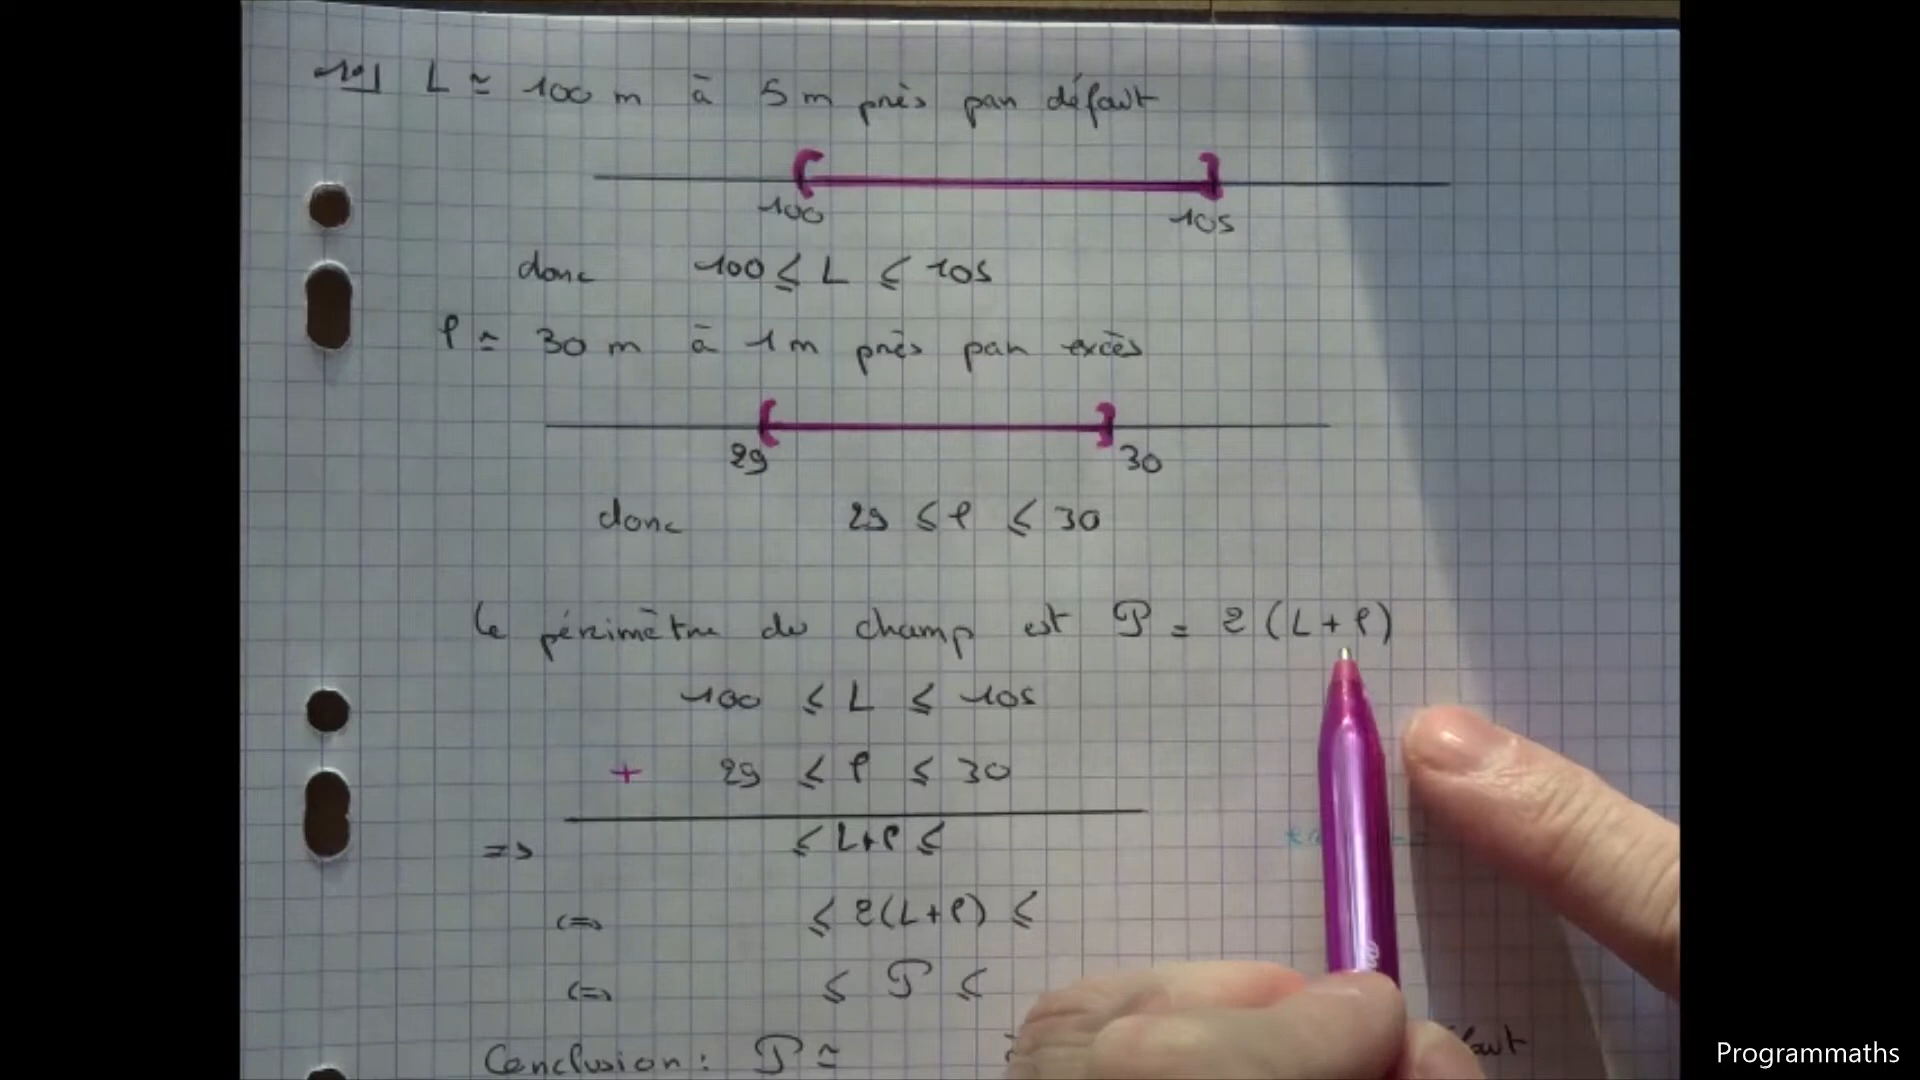 1°) L ≃ 100 m à 5 m près par défaut
100 105
donc 100 ≤ L ≤ 105
l ≃ 30 m à 1 m près par excès
29 30
donc 29 ≤ l ≤ 30
Le périmètre du champ est P = 2 (L + l)
100 ≤ L ≤ 105
+ 29 ≤ l ≤ 30
=> ≤ L+l ≤
<=> ≤ 2(L+l) ≤
<=> ≤ P ≤
Conclusion : P ≃
Programmaths